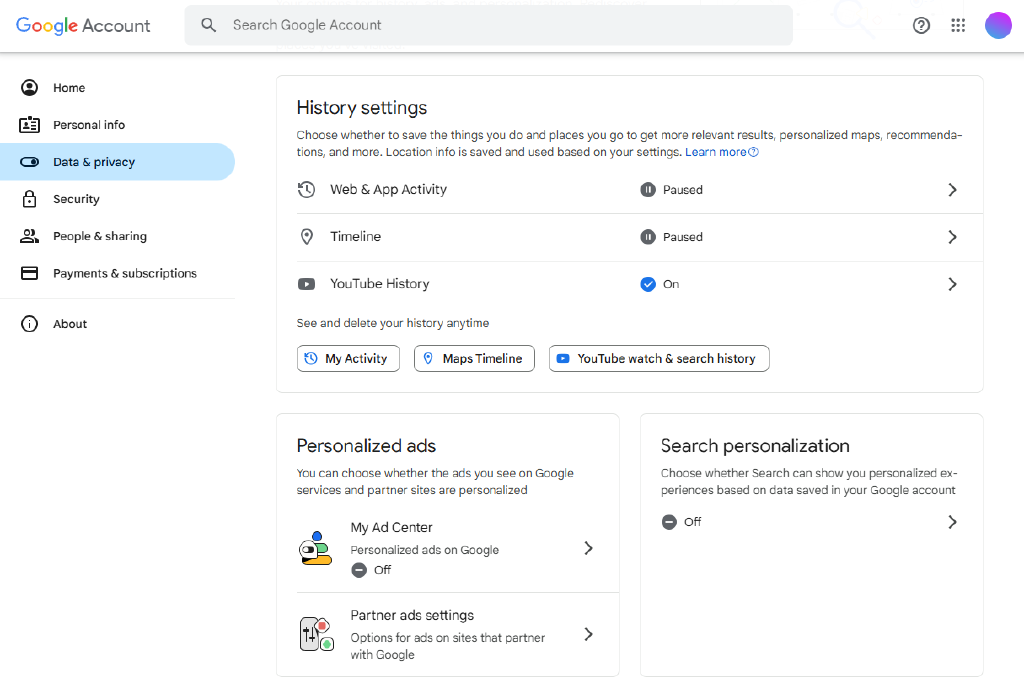 Google Account
Search Google Account
Home
Personal info
Data & privacy
Security
People & sharing
Payments & subscriptions
About
History settings
Choose whether to save the things you do and places you go to get more relevant results, personalized maps, recommenda-
tions, and more. Location info is saved and used based on your settings. Learn more
Web & App Activity
Paused
Timeline
Paused
YouTube History
On
See and delete your history anytime
My Activity
Maps Timeline
YouTube watch & search history
Personalized ads
You can choose whether the ads you see on Google
services and partner sites are personalized
My Ad Center
Personalized ads on Google
Off
Partner ads settings
Options for ads on sites that partner
with Google
Search personalization
Choose whether Search can show you personalized ex-
periences based on data saved in your Google account
Off